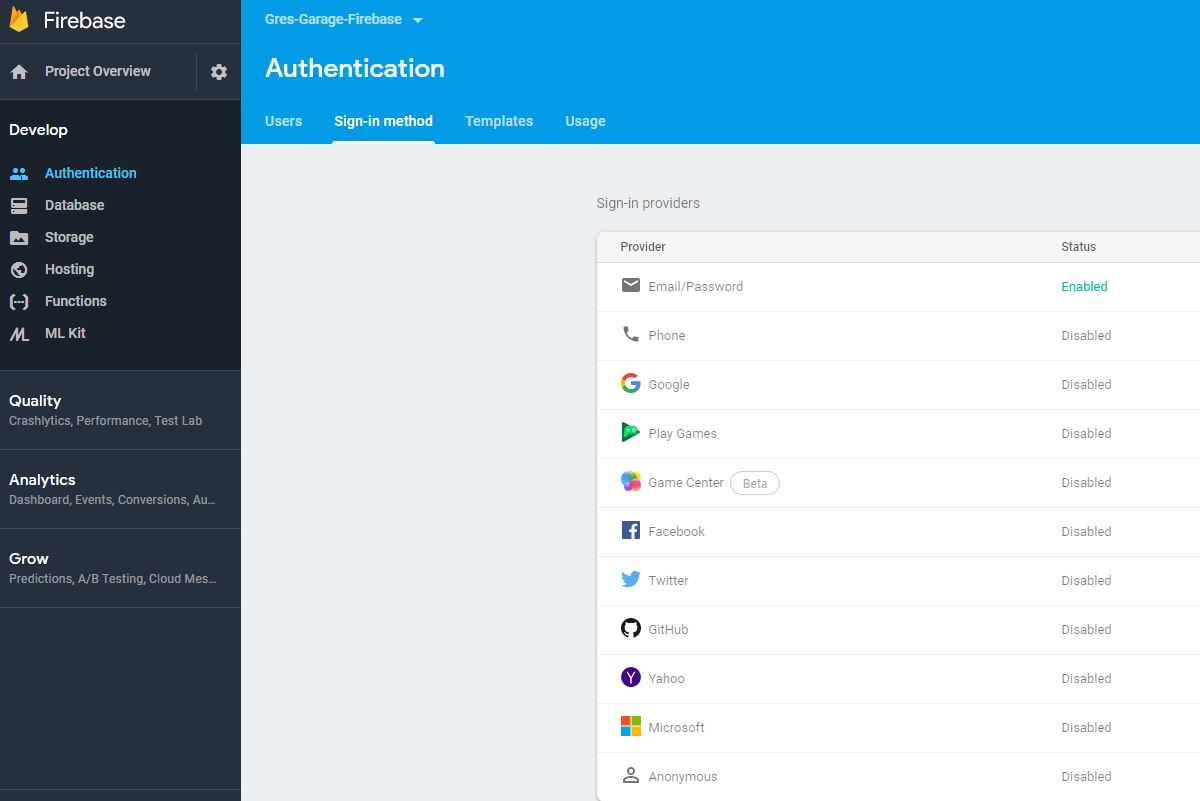 Firebase
Project Overview
Develop
Authentication
Database
Storage
Hosting
Functions
ML Kit
Quality
Crashlytics, Performance, Test Lab
Analytics
Dashboard, Events, Conversions, Au...
Grow
Predictions, A/B Testing, Cloud Mes...
Gres-Garage-Firebase
Authentication
Users Sign-in method Templates Usage
Sign-in providers
Provider Status
Email/Password Enabled
Phone Disabled
Google Disabled
Play Games Disabled
Game Center Beta Disabled
Facebook Disabled
Twitter Disabled
GitHub Disabled
Yahoo Disabled
Microsoft Disabled
Anonymous Disabled